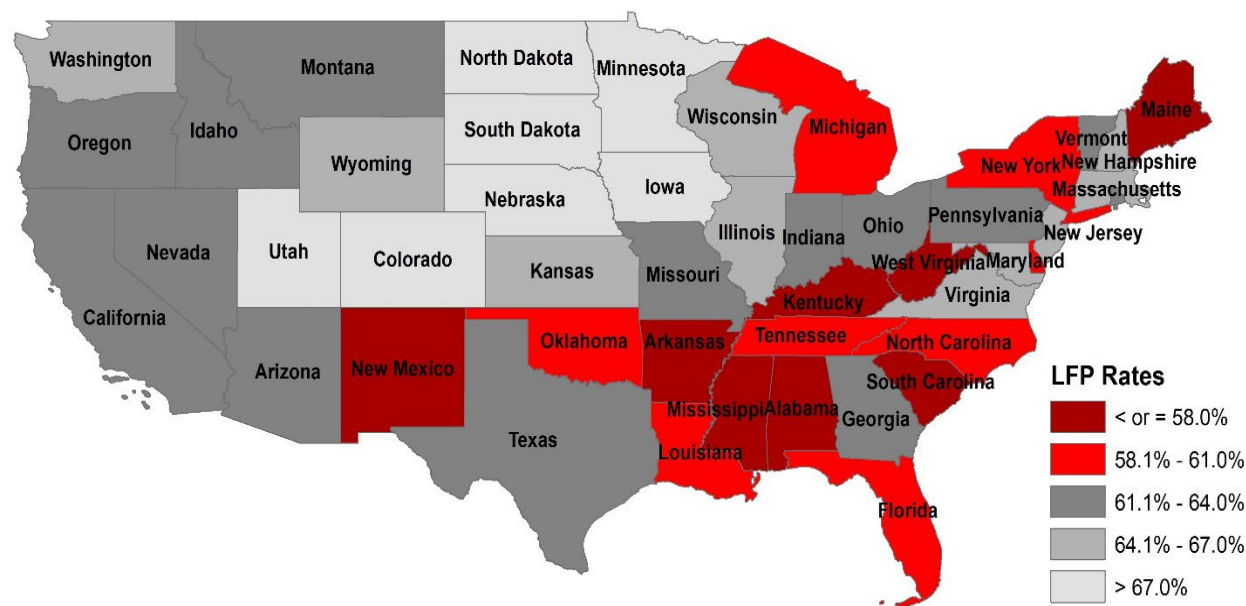 Washington
Montana
North Dakota
Minnesota
Maine
Oregon
Idaho
South Dakota
Wisconsin
Michigan
Vermont
New York
New Hampshire
Wyoming
Iowa
Massachusetts
Nebraska
Pennsylvania
Nevada
Utah
Colorado
Illinois
Indiana
Ohio
New Jersey
Kansas
Missouri
West Virginia
Maryland
California
Kentucky
Virginia
Arizona
New Mexico
Oklahoma
Arkansas
Tennessee
North Carolina
South Carolina
Texas
Mississippi
Alabama
Georgia
Louisiana
Florida
LFP Rates
< or = 58.0%
58.1% - 61.0%
61.1% - 64.0%
64.1% - 67.0%
> 67.0%